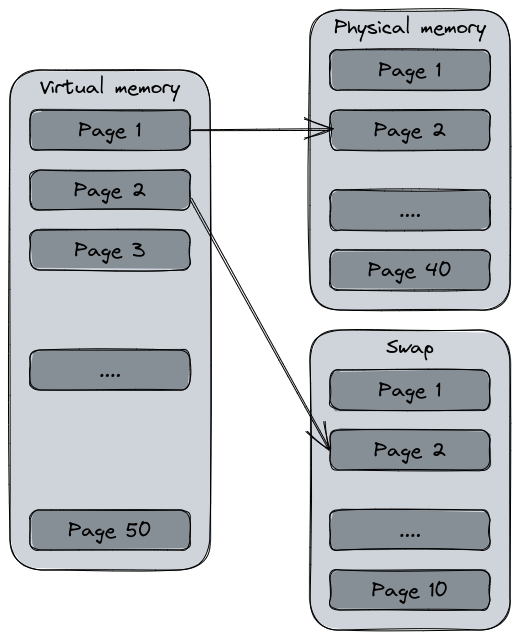 Virtual memory
Page 1
Page 2
Page 3
....
Page 50
Physical memory
Page 1
Page 2
....
Page 40
Swap
Page 1
Page 2
....
Page 10